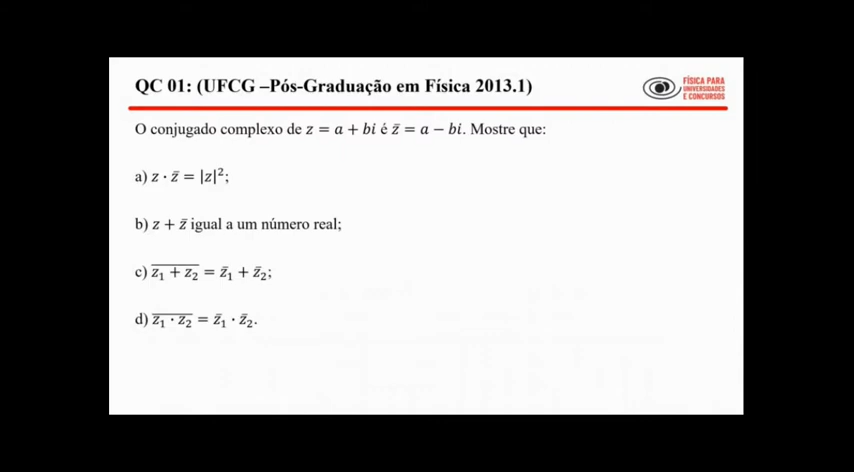 QC 01: (UFCG –Pós-Graduação em Física 2013.1)
FÍSICA PARA
UNIVERSIDADES
E CONCURSOS
O conjugado complexo de z = a + bi é z̄ = a − bi. Mostre que:
a) z · z̄ = |z|²;
b) z + z̄ igual a um número real;
c) \overline{z₁ + z₂} = z̄₁ + z̄₂;
d) \overline{z₁ · z₂} = z̄₁ · z̄₂.